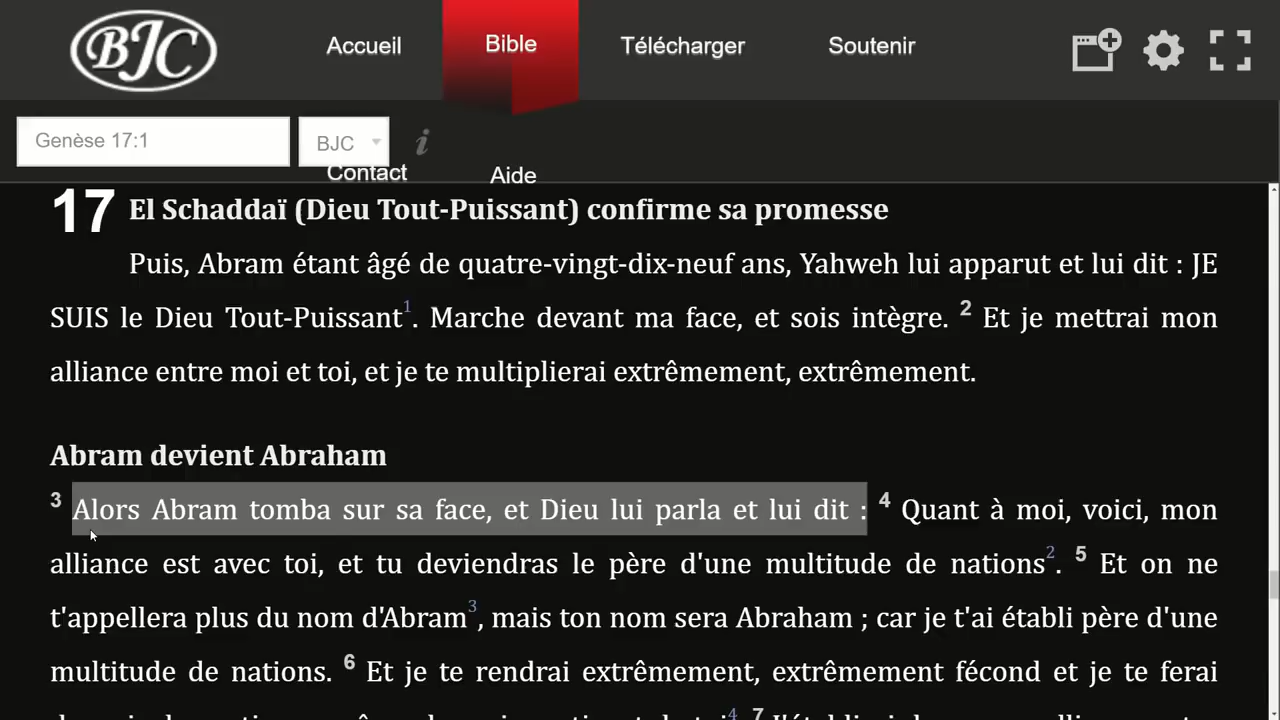 BJC
Accueil
Bible
Télécharger
Soutenir
Genèse 17:1
BJC
i
Contact
Aide
17 El Schaddaï (Dieu Tout-Puissant) confirme sa promesse
Puis, Abram étant âgé de quatre-vingt-dix-neuf ans, Yahweh lui apparut et lui dit : JE
SUIS le Dieu Tout-Puissant1. Marche devant ma face, et sois intègre. 2 Et je mettrai mon
alliance entre moi et toi, et je te multiplierai extrêmement, extrêmement.
Abram devient Abraham
3 Alors Abram tomba sur sa face, et Dieu lui parla et lui dit : 4 Quant à moi, voici, mon
alliance est avec toi, et tu deviendras le père d'une multitude de nations2. 5 Et on ne
t'appellera plus du nom d'Abram3, mais ton nom sera Abraham ; car je t'ai établi père d'une
multitude de nations. 6 Et je te rendrai extrêmement, extrêmement fécond et je te ferai
4 7